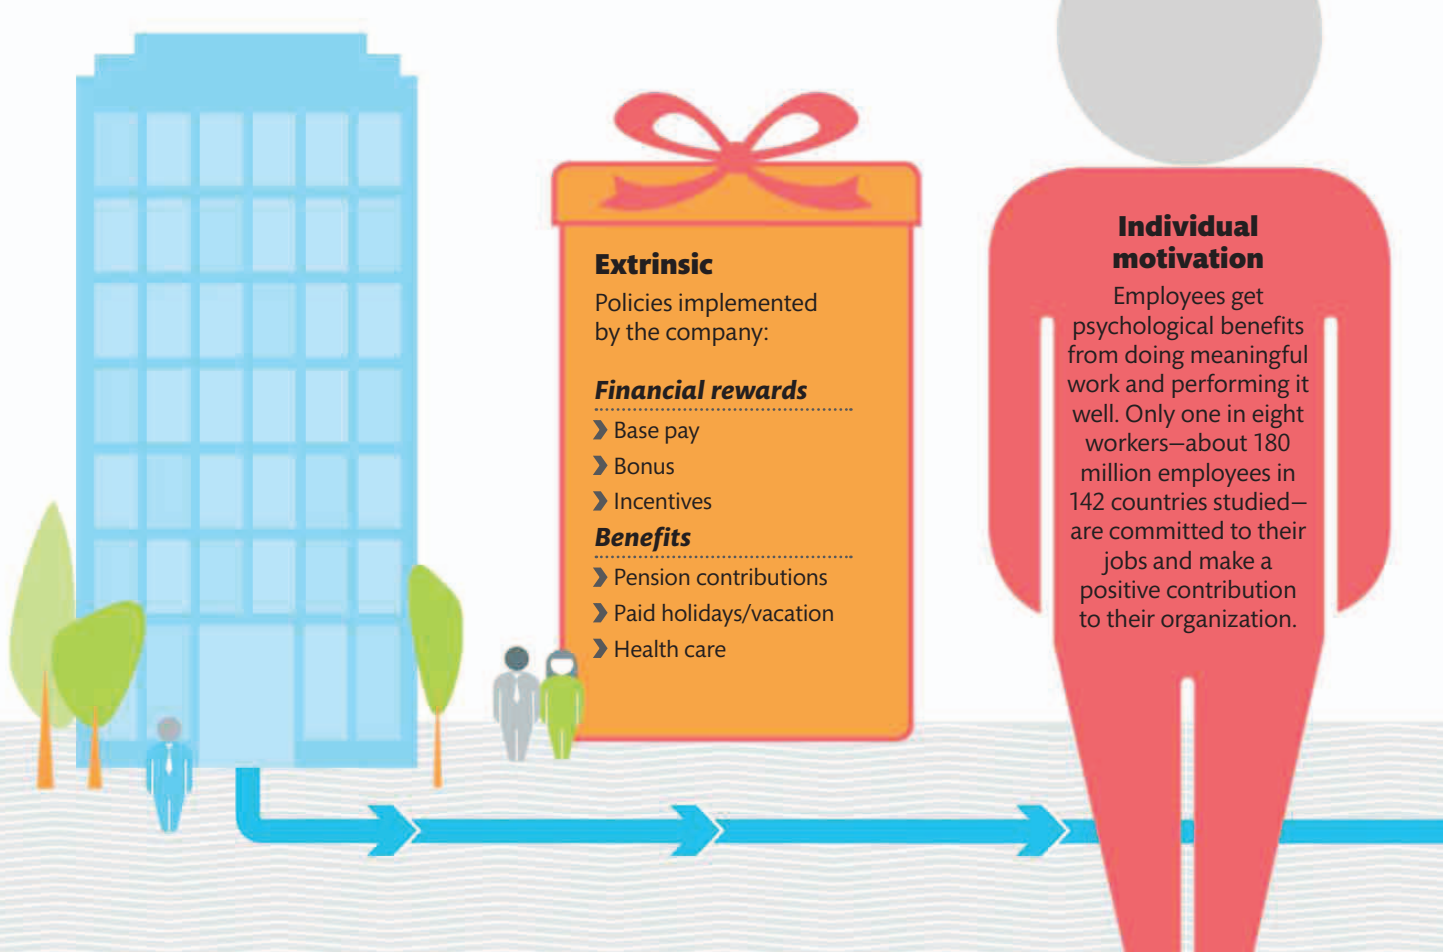 Extrinsic
Policies implemented
by the company:
Financial rewards
Base pay
Bonus
Incentives
Benefits
Pension contributions
Paid holidays/vacation
Health care
Individual
motivation
Employees get
psychological benefits
from doing meaningful
work and performing it
well. Only one in eight
workers—about 180
million employees in
142 countries studied—
are committed to their
jobs and make a
positive contribution
to their organization.